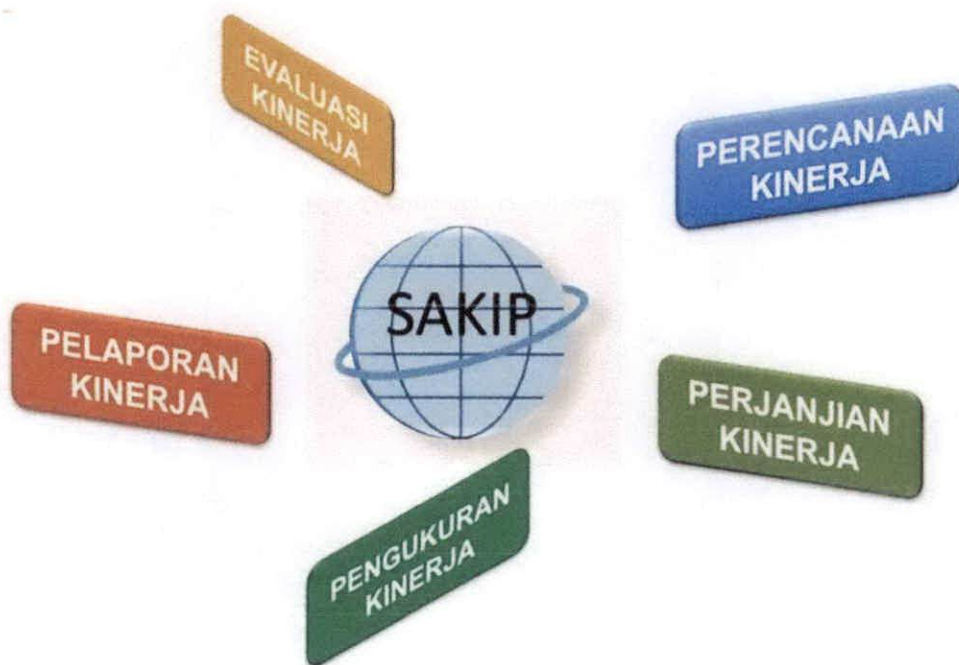 EVALUASI
KINERJA
PERENCANAAN
KINERJA
SAKIP
PELAPORAN
KINERJA
PERJANJIAN
KINERJA
PENGUKURAN
KINERJA